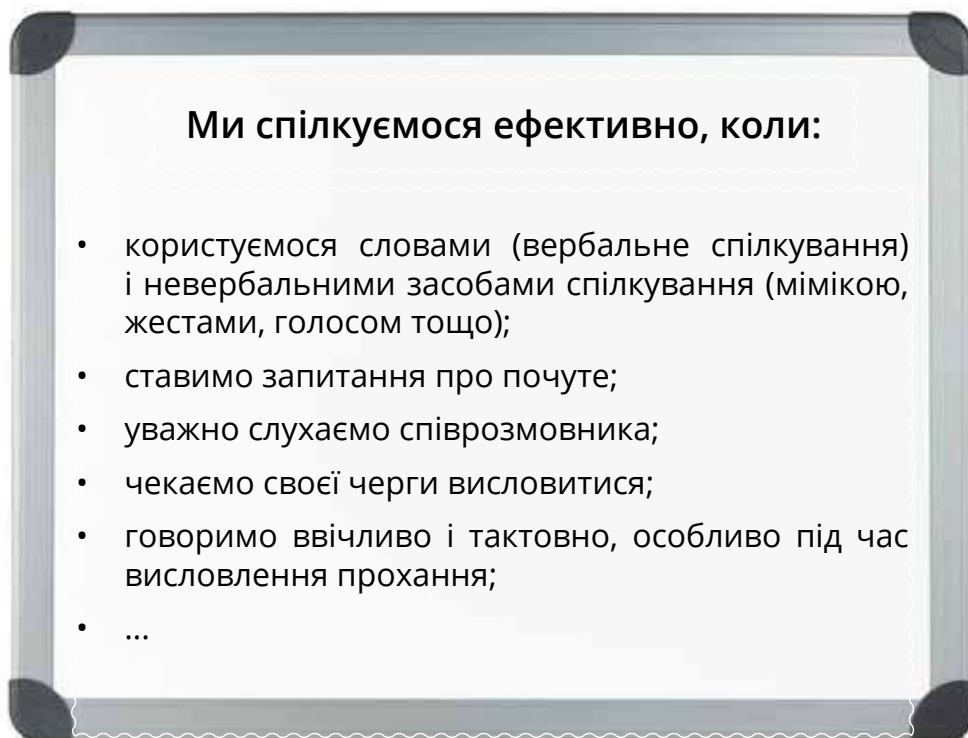 Ми спілкуємося ефективно, коли:
• користуємося словами (вербальне спілкування)
і невербальними засобами спілкування (мімікою,
жестами, голосом тощо);
• ставимо запитання про почуте;
• уважно слухаємо співрозмовника;
• чекаємо своєї черги висловитися;
• говоримо ввічливо і тактовно, особливо під час
висловлення прохання;
• ...